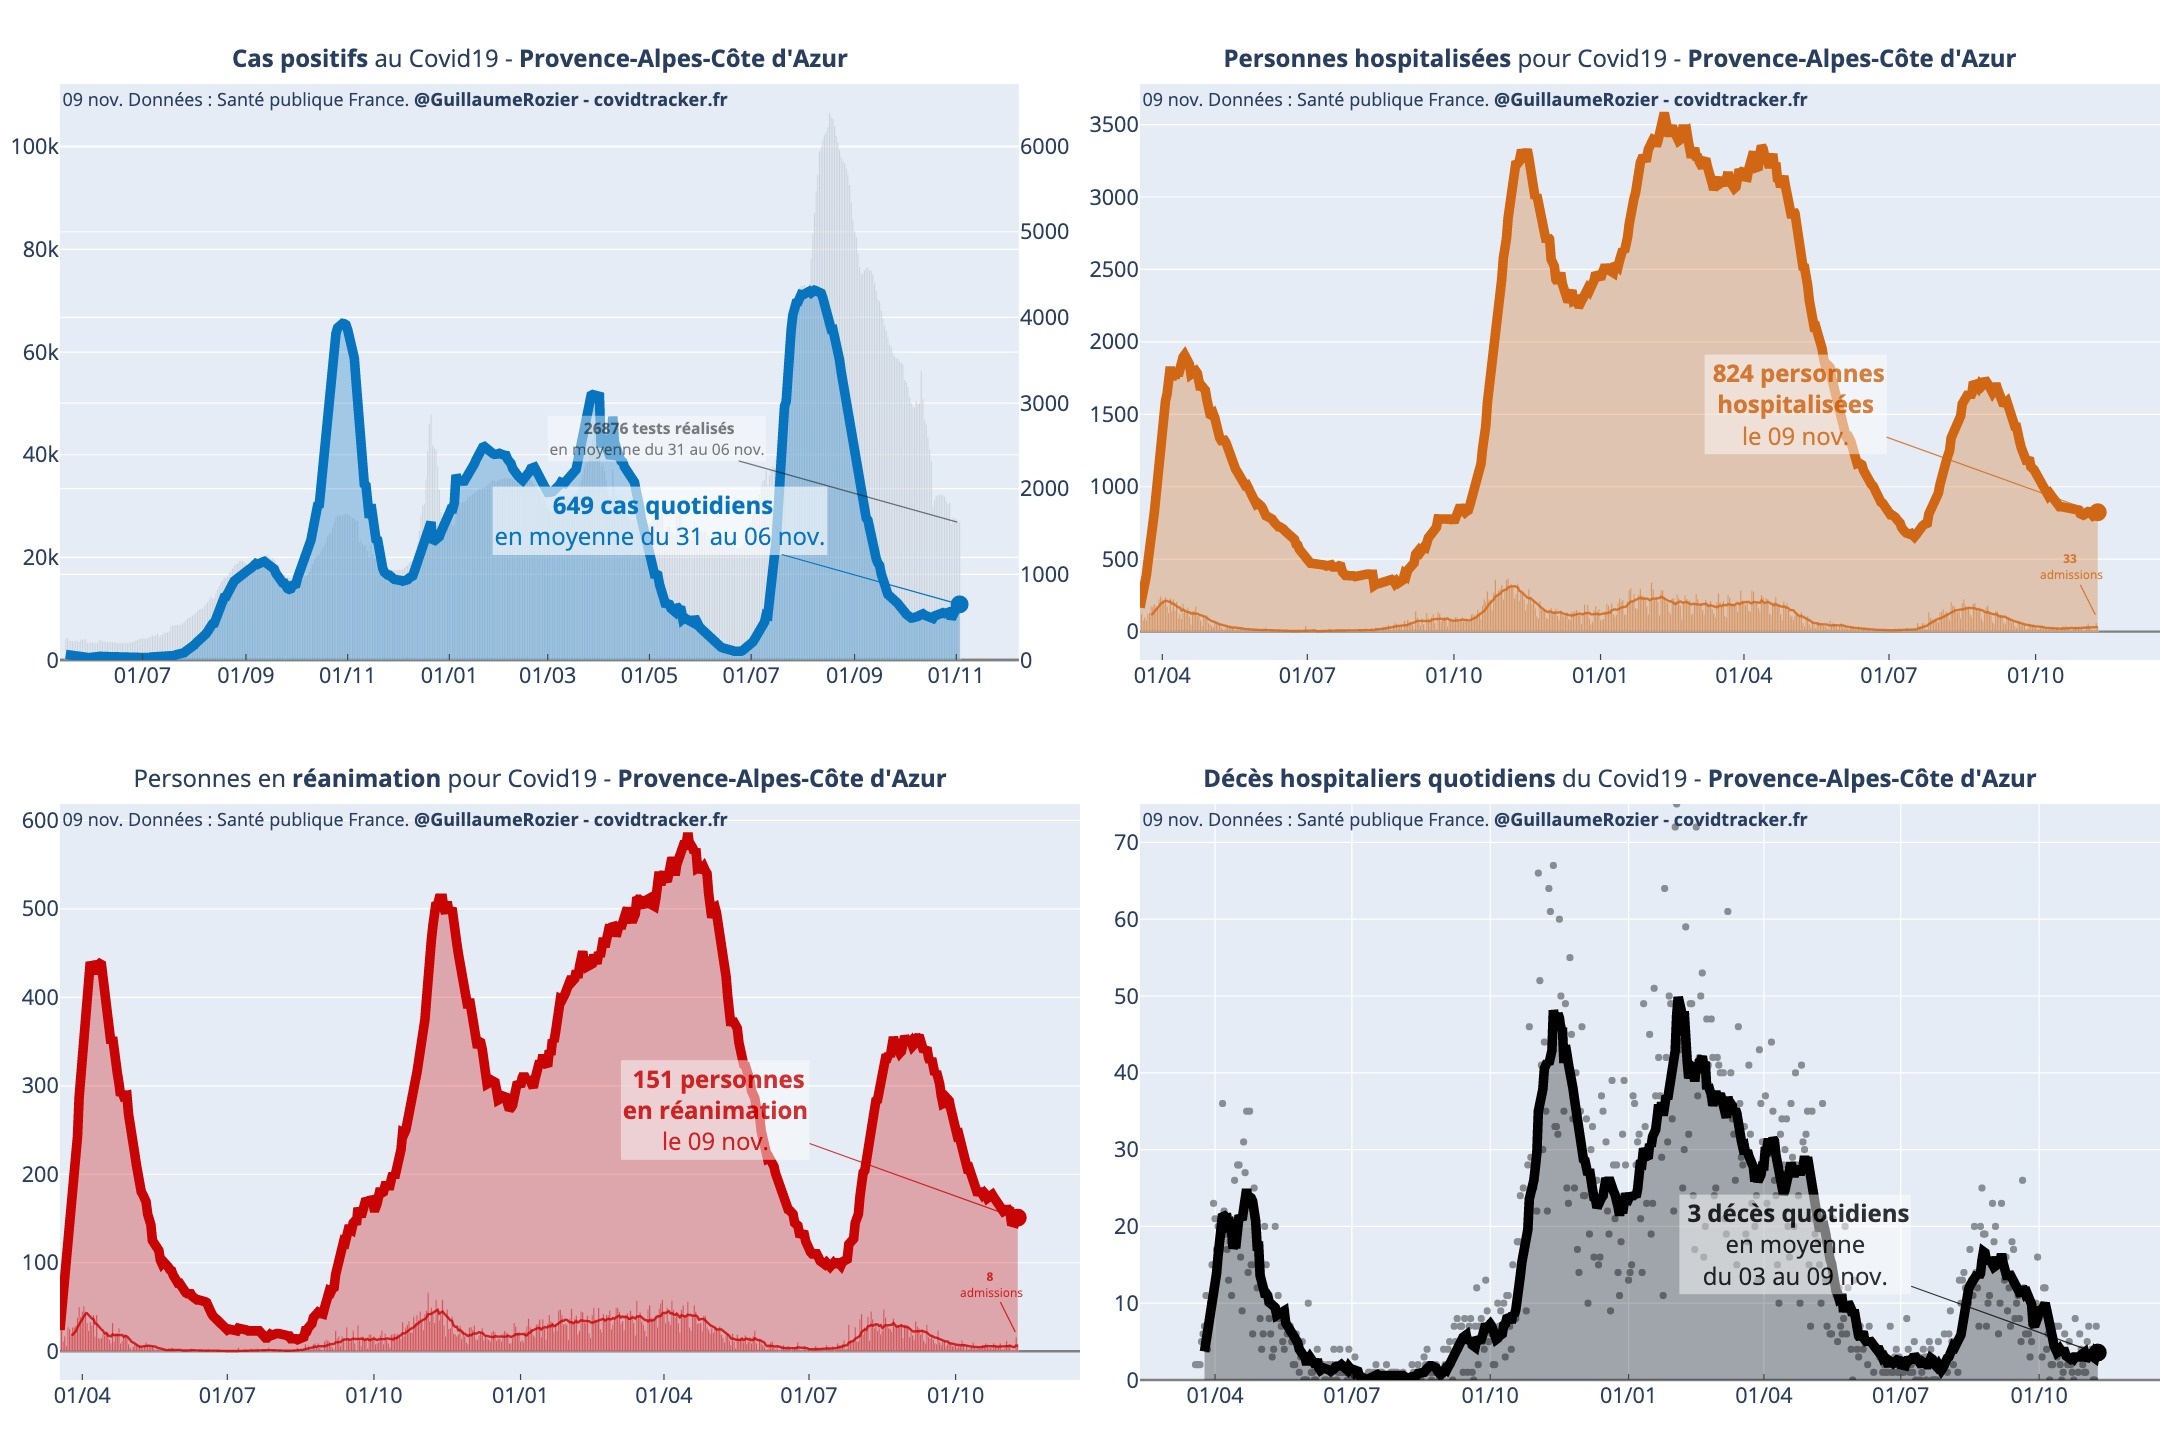 Cas positifs au Covid19 - Provence-Alpes-Côte d'Azur
09 nov. Données : Santé publique France. @GuillaumeRozier - covidtracker.fr
100k
80k
60k
40k
20k
0
6000
5000
4000
3000
2000
1000
0
26876 tests réalisés
en moyenne du 31 au 06 nov.
649 cas quotidiens
en moyenne du 31 au 06 nov.
01/07 01/09 01/11 01/01 01/03 01/05 01/07 01/09 01/11
Personnes hospitalisées pour Covid19 - Provence-Alpes-Côte d'Azur
09 nov. Données : Santé publique France. @GuillaumeRozier - covidtracker.fr
3500
3000
2500
2000
1500
1000
500
0
824 personnes
hospitalisées
le 09 nov.
33
admissions
01/04 01/07 01/10 01/01 01/04 01/07 01/10
Personnes en réanimation pour Covid19 - Provence-Alpes-Côte d'Azur
09 nov. Données : Santé publique France. @GuillaumeRozier - covidtracker.fr
600
500
400
300
200
100
0
151 personnes
en réanimation
le 09 nov.
8
admissions
01/04 01/07 01/10 01/01 01/04 01/07 01/10
Décès hospitaliers quotidiens du Covid19 - Provence-Alpes-Côte d'Azur
09 nov. Données : Santé publique France. @GuillaumeRozier - covidtracker.fr
70
60
50
40
30
20
10
0
3 décès quotidiens
en moyenne
du 03 au 09 nov.
01/04 01/07 01/10 01/01 01/04 01/07 01/10